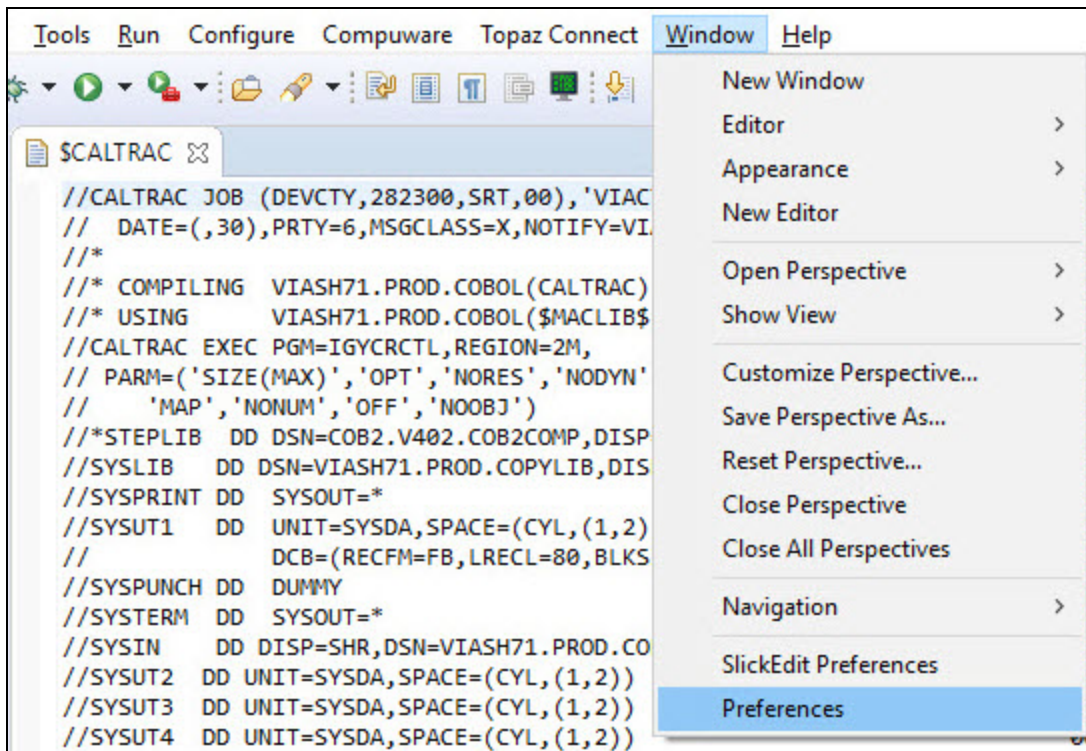 Tools Run Configure Compuware Topaz Connect Window Help
$CALTRAC
//CALTRAC JOB (DEVCTY,282300,SRT,00),'VIAC
//  DATE=(,30),PRTY=6,MSGCLASS=X,NOTIFY=VI
//*
//* COMPILING  VIASH71.PROD.COBOL(CALTRAC)
//* USING      VIASH71.PROD.COBOL($MACLIB$
//CALTRAC EXEC PGM=IGYCRCTL,REGION=2M,
// PARM=('SIZE(MAX)','OPT','NORES','NODYN'
//    'MAP','NONUM','OFF','NOOBJ')
//*STEPLIB  DD DSN=COB2.V402.COB2COMP,DISP
//SYSLIB   DD DSN=VIASH71.PROD.COPYLIB,DIS
//SYSPRINT DD  SYSOUT=*
//SYSUT1   DD  UNIT=SYSDA,SPACE=(CYL,(1,2)
//             DCB=(RECFM=FB,LRECL=80,BLKS
//SYSPUNCH DD  DUMMY
//SYSTERM  DD  SYSOUT=*
//SYSIN    DD DISP=SHR,DSN=VIASH71.PROD.CO
//SYSUT2  DD UNIT=SYSDA,SPACE=(CYL,(1,2))
//SYSUT3  DD UNIT=SYSDA,SPACE=(CYL,(1,2))
//SYSUT4  DD UNIT=SYSDA,SPACE=(CYL,(1,2))
New Window
Editor
Appearance
New Editor
Open Perspective
Show View
Customize Perspective...
Save Perspective As...
Reset Perspective...
Close Perspective
Close All Perspectives
Navigation
SlickEdit Preferences
Preferences